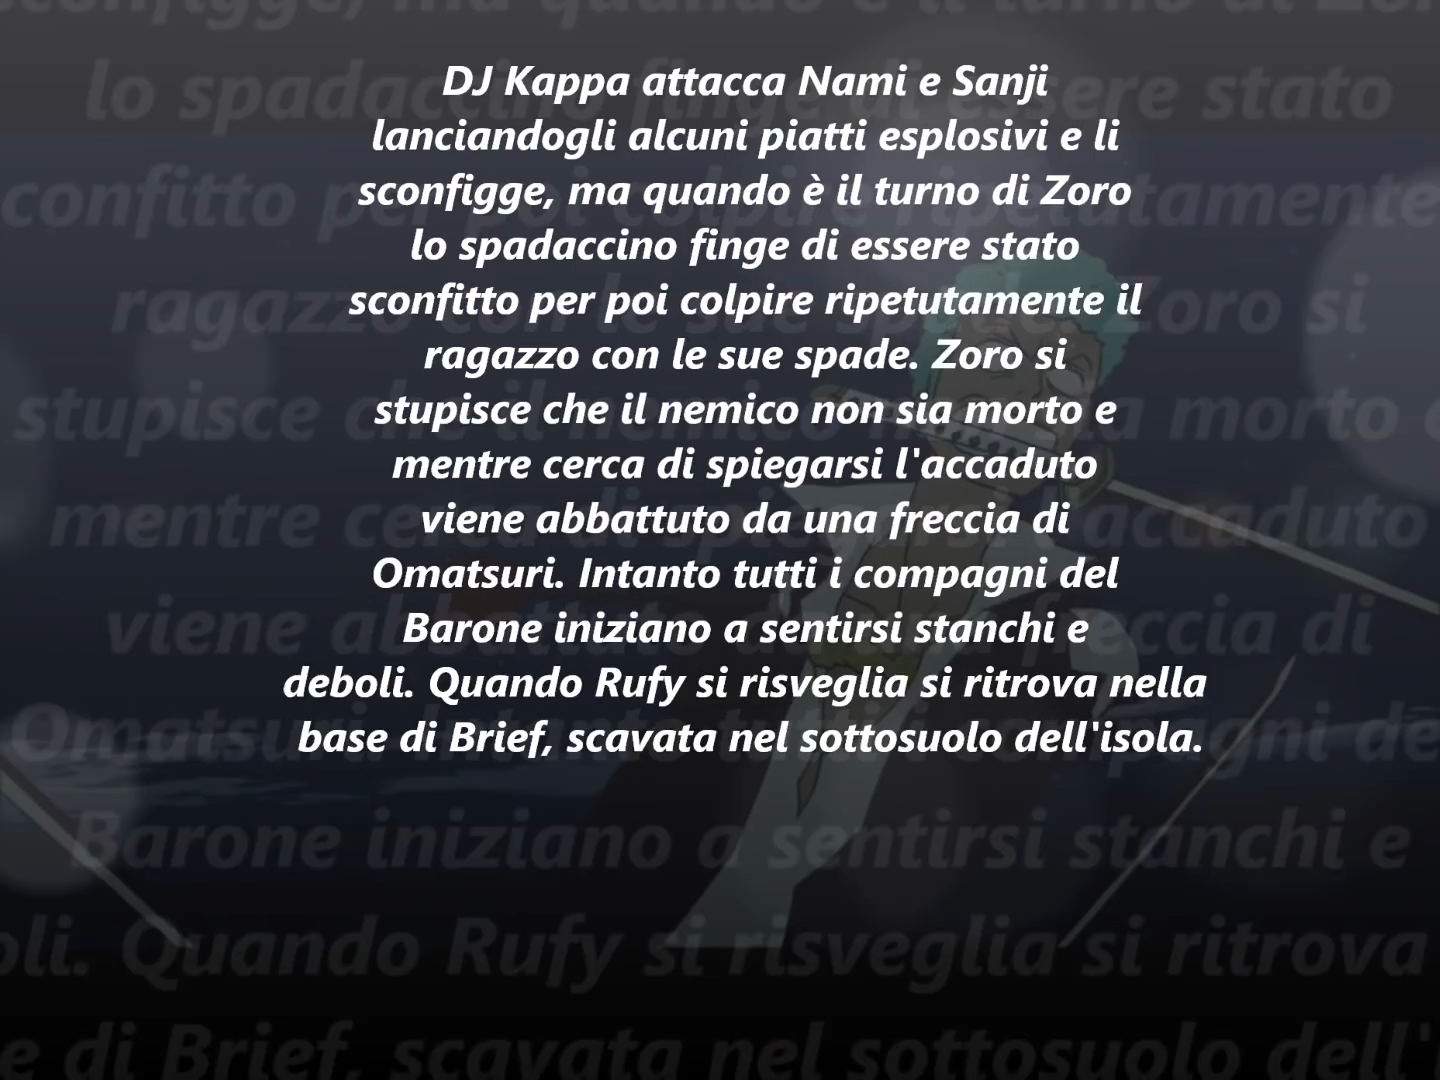 DJ Kappa attacca Nami e Sanji
lanciandogli alcuni piatti esplosivi e li
sconfigge, ma quando è il turno di Zoro
lo spadaccino finge di essere stato
sconfitto per poi colpire ripetutamente il
ragazzo con le sue spade. Zoro si
stupisce che il nemico non sia morto e
mentre cerca di spiegarsi l'accaduto
viene abbattuto da una freccia di
Omatsuri. Intanto tutti i compagni del
Barone iniziano a sentirsi stanchi e
deboli. Quando Rufy si risveglia si ritrova nella
base di Brief, scavata nel sottosuolo dell'isola.